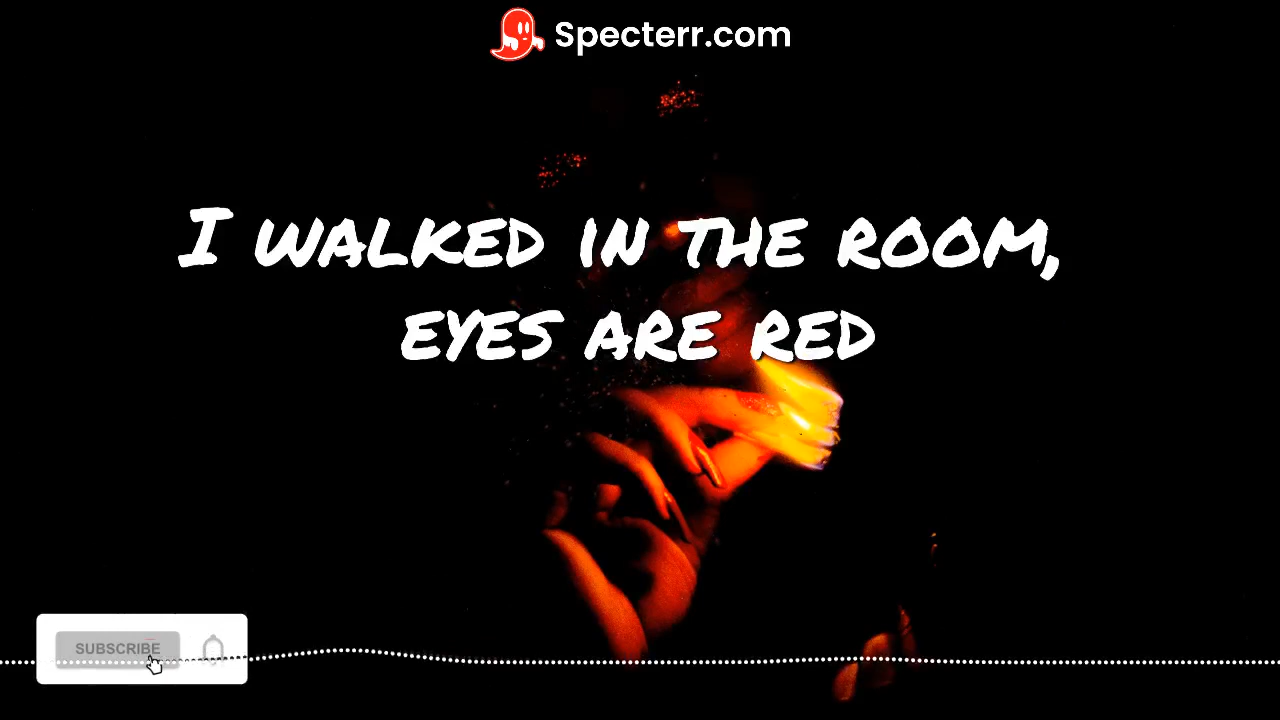 Specterr.com
I WALKED IN THE ROOM,
EYES ARE RED
SUBSCRIBE